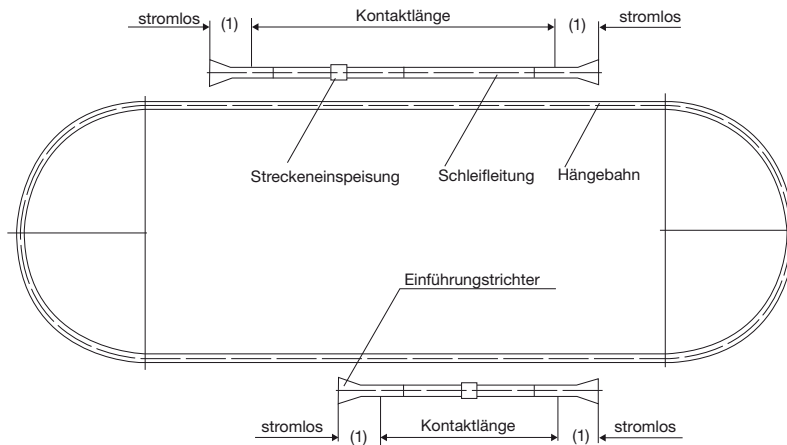 stromlos (1) Kontaktlänge (1) stromlos
Streckeneinspeisung Schleifleitung Hängebahn
Einführungstrichter
stromlos (1) Kontaktlänge (1) stromlos